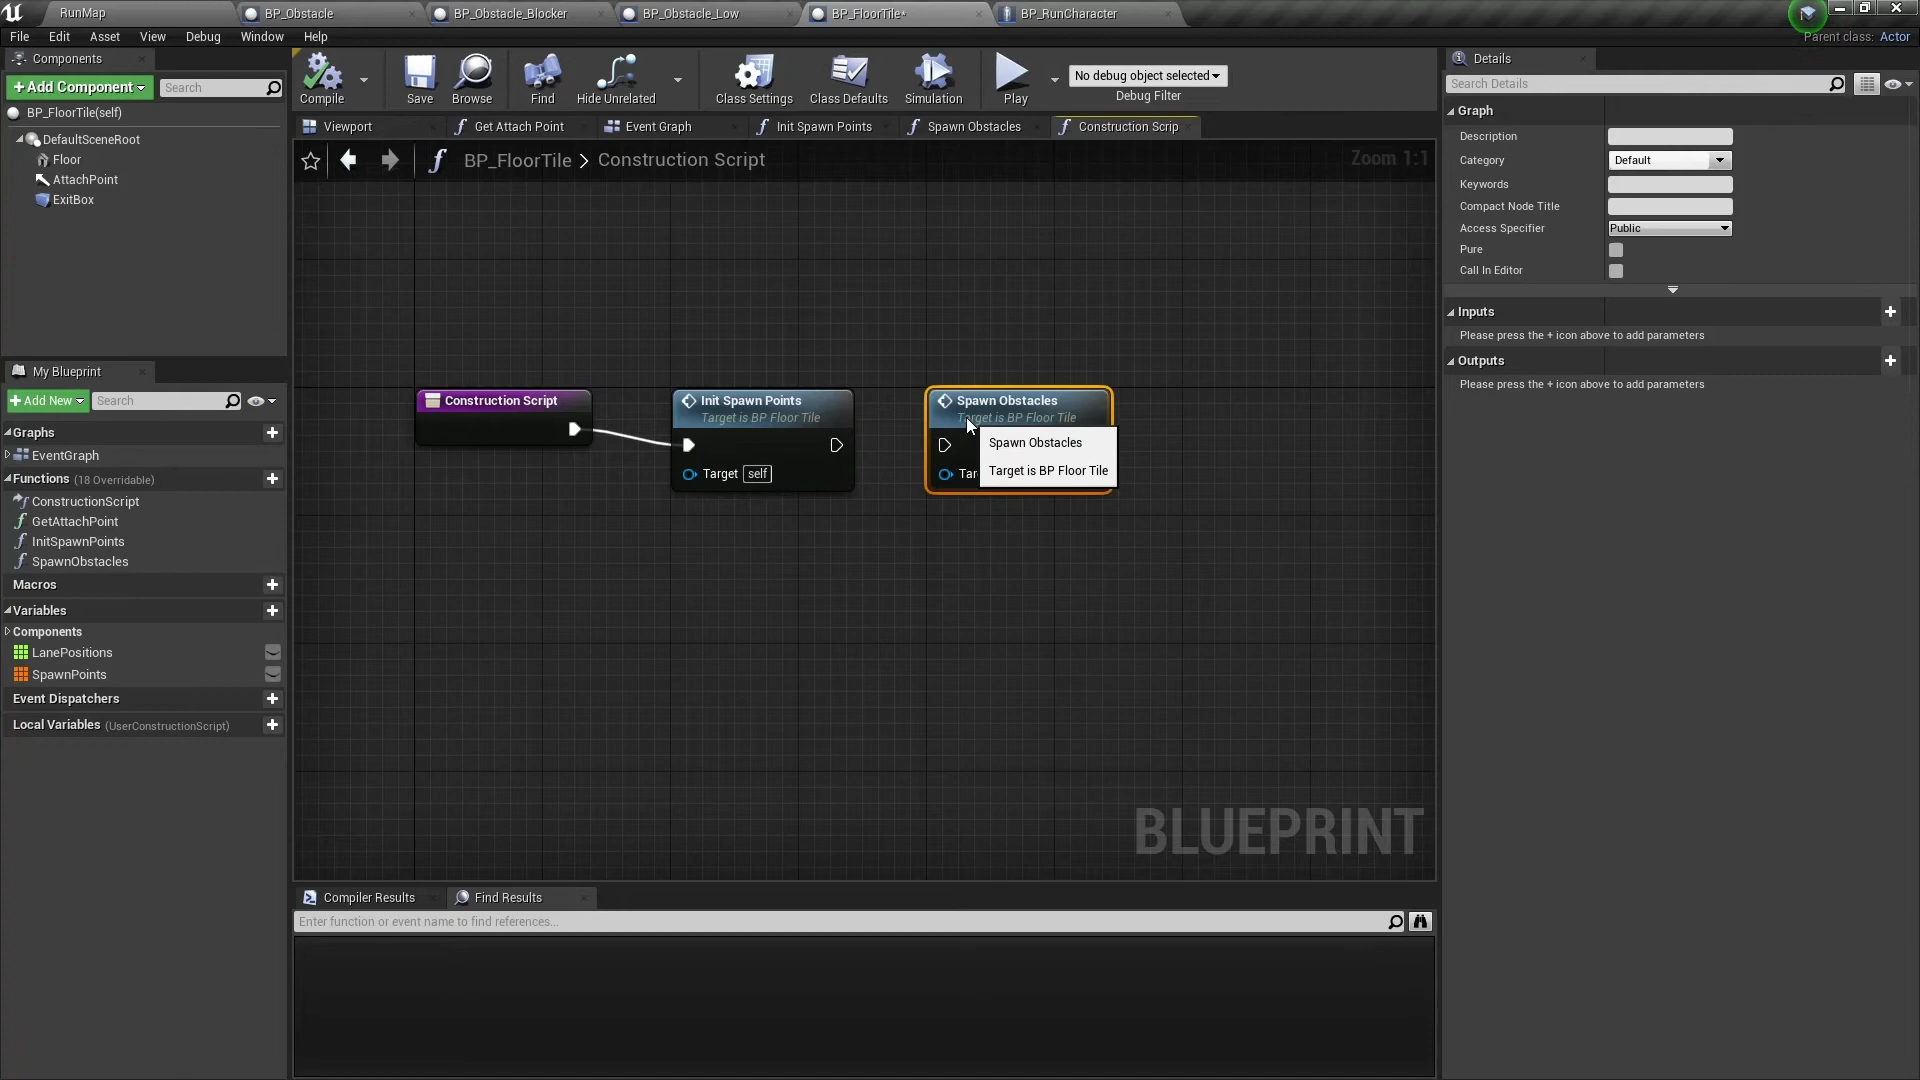 RunMap
BP_Obstacle
BP_Obstacle_Blocker
BP_Obstacle_Low
BP_FloorTile*
BP_RunCharacter
File
Edit
Asset
View
Debug
Window
Help
Parent class: Actor
Components
+Add Component
Search
BP_FloorTile(self)
DefaultSceneRoot
Floor
AttachPoint
ExitBox
Compile
Save
Browse
Find
Hide Unrelated
Class Settings
Class Defaults
Simulation
Play
No debug object selected
Debug Filter
Viewport
Get Attach Point
Event Graph
Init Spawn Points
Spawn Obstacles
Construction Scrip
BP_FloorTile > Construction Script
Zoom 1:1
Construction Script
Init Spawn Points
Target is BP Floor Tile
Target self
Spawn Obstacles
Target is BP Floor Tile
Tar
Spawn Obstacles
Target is BP Floor Tile
BLUEPRINT
My Blueprint
+Add New
Search
Graphs
EventGraph
Functions (18 Overridable)
ConstructionScript
GetAttachPoint
InitSpawnPoints
SpawnObstacles
Macros
Variables
Components
LanePositions
SpawnPoints
Event Dispatchers
Local Variables (UserConstructionScript)
Compiler Results
Find Results
Enter function or event name to find references...
Details
Search Details
Graph
Description
Category
Default
Keywords
Compact Node Title
Access Specifier
Public
Pure
Call In Editor
Inputs
Please press the + icon above to add parameters
Outputs
Please press the + icon above to add parameters